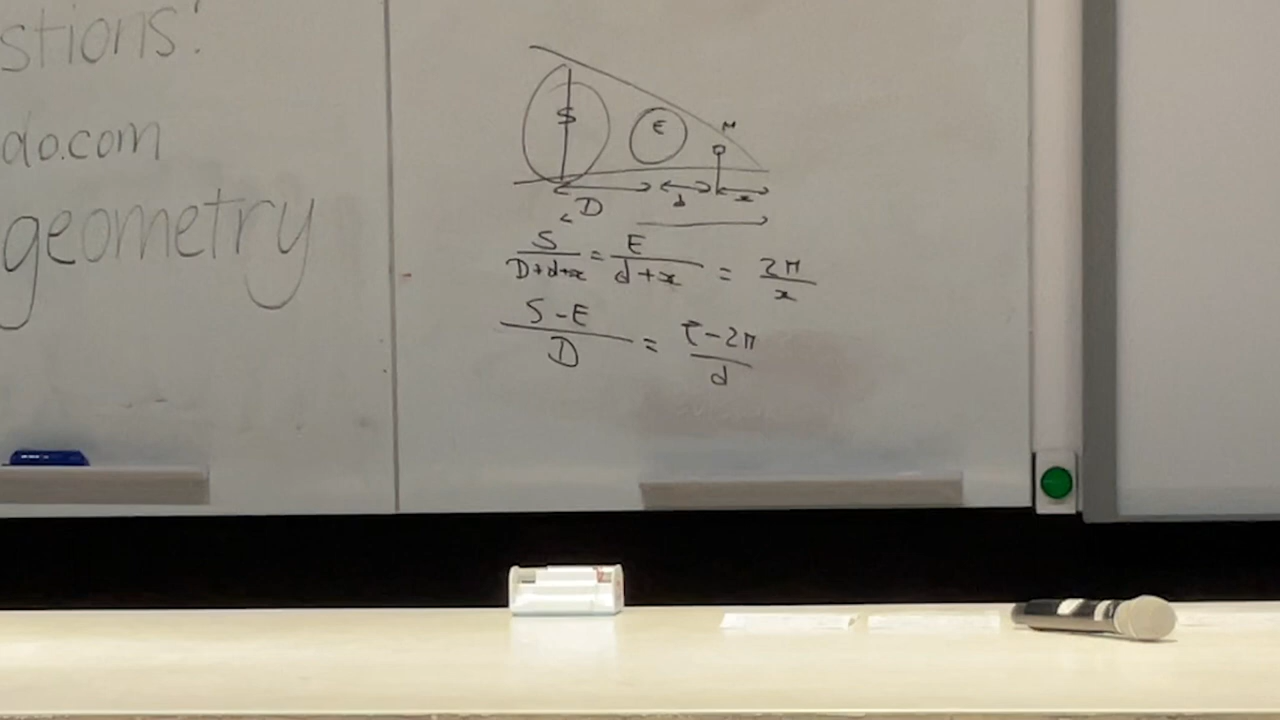 stions!
do.com
geometry
S E M
D d x
S/D+d+x = E/d+x = 2M/x
S-E/D = E-2M/d